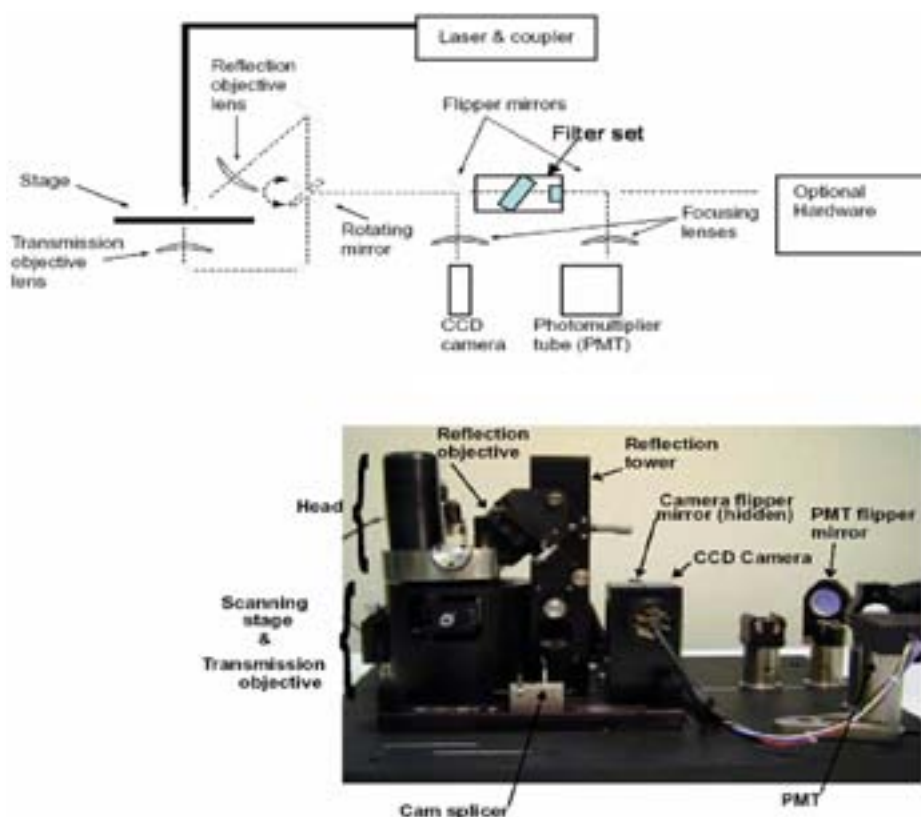 Laser & coupler
Reflection
objective
lens
Flipper mirrors
Filter set
Stage
Rotating
mirror
Focusing
lenses
Optional
Hardware
Transmission
objective
lens
CCD
camera
Photomultiplier
tube (PMT)
Reflection
objective
Reflection
tower
Head
Camera flipper
mirror (hidden)
PMT flipper
mirror
CCD Camera
Scanning
stage
&
Transmission
objective
Cam splicer
PMT